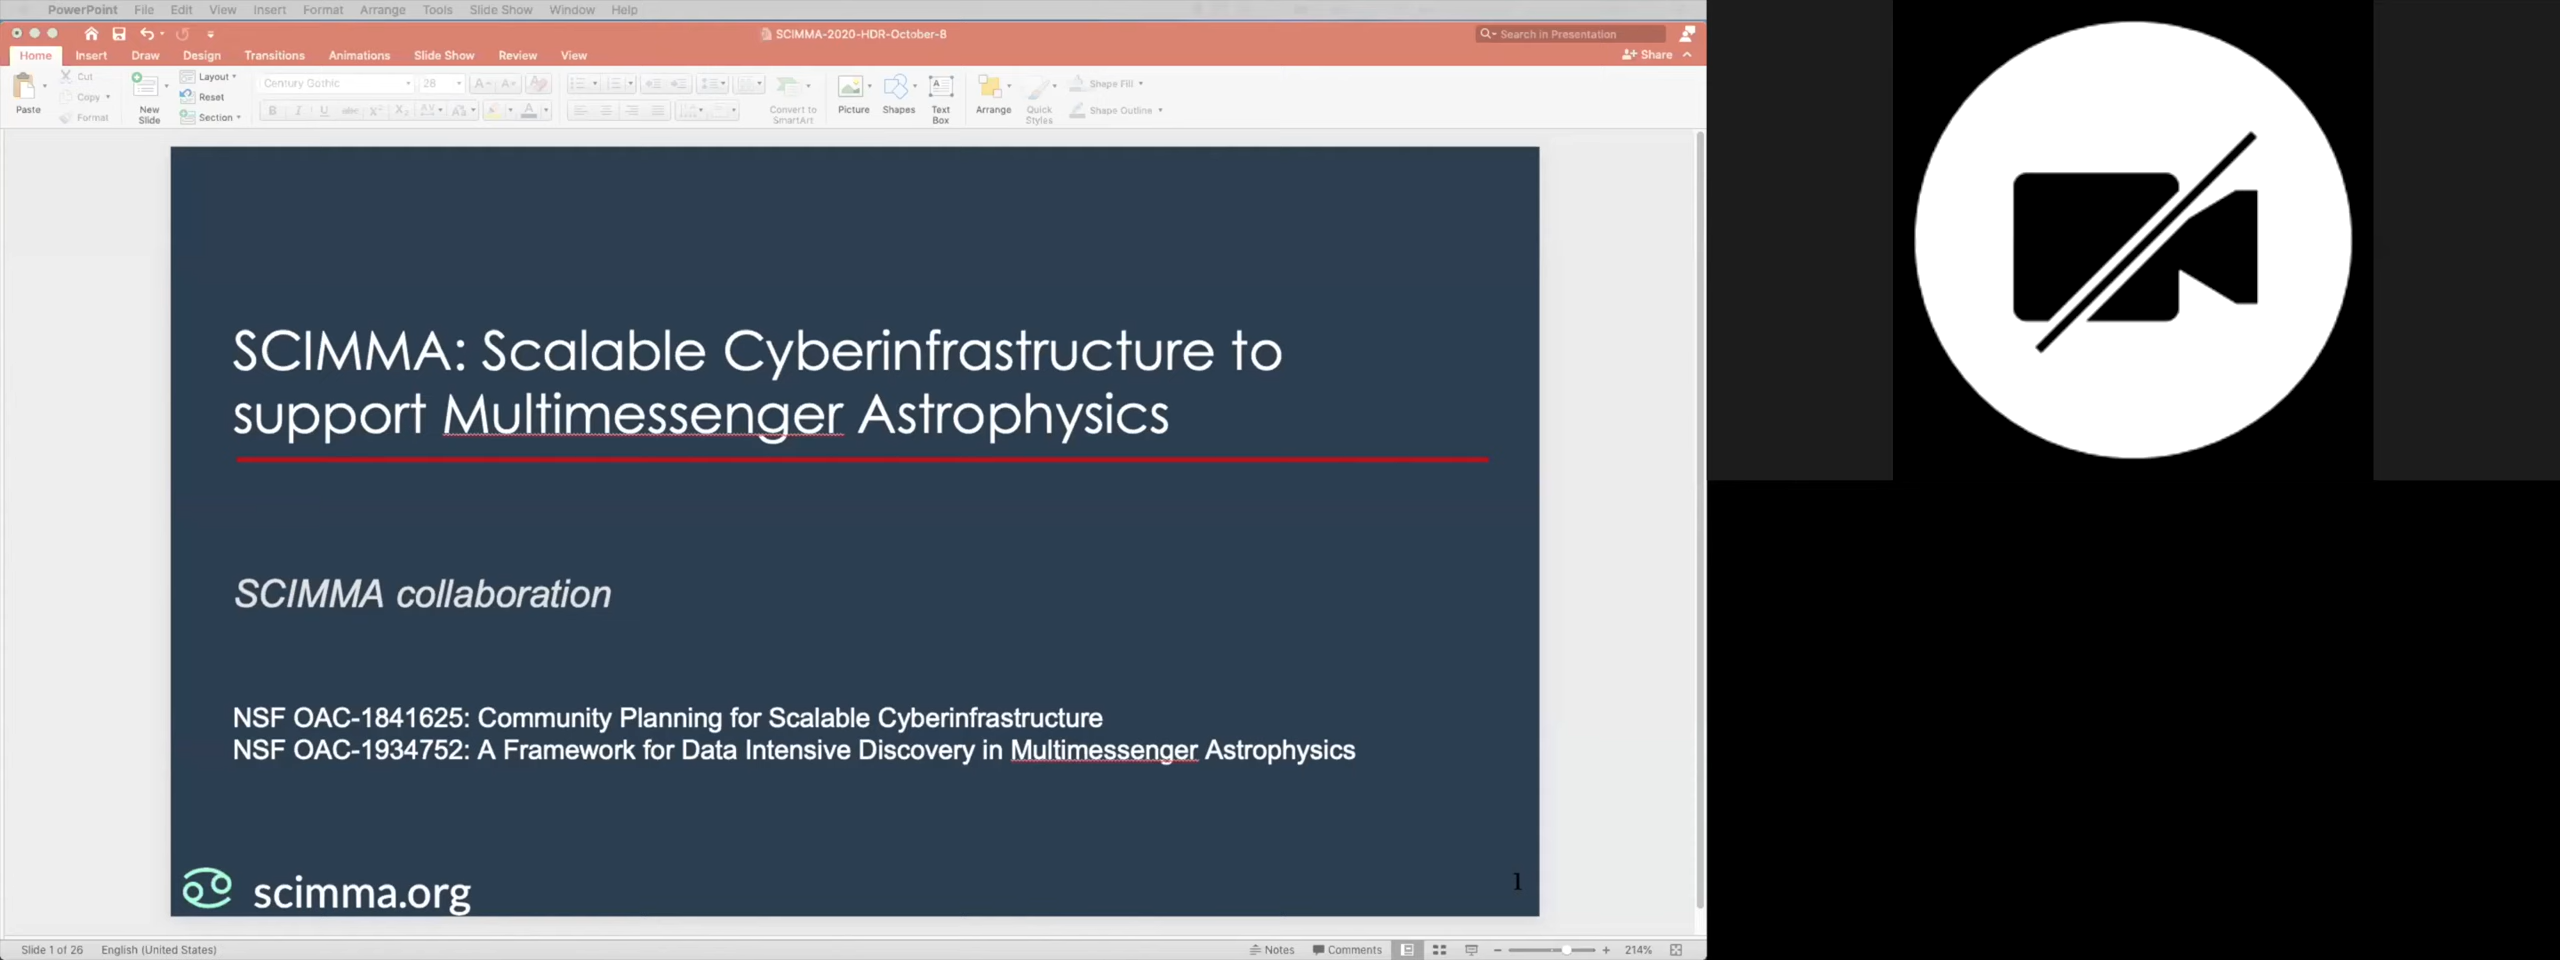 PowerPoint File Edit View Insert Format Arrange Tools Slide Show Window Help
SCIMMA-2020-HDR-October-8
Search in Presentation
Home Insert Draw Design Transitions Animations Slide Show Review View
Share
Paste
Cut
Copy
Format
New Slide
Layout
Reset
Section
Century Gothic 28
Convert to SmartArt
Picture
Shapes
Text Box
Arrange
Quick Styles
Shape Fill
Shape Outline
SCIMMA: Scalable Cyberinfrastructure to
support Multimessenger Astrophysics
SCIMMA collaboration
NSF OAC-1841625: Community Planning for Scalable Cyberinfrastructure
NSF OAC-1934752: A Framework for Data Intensive Discovery in Multimessenger Astrophysics
scimma.org
1
Slide 1 of 26 English (United States) Notes Comments 214%